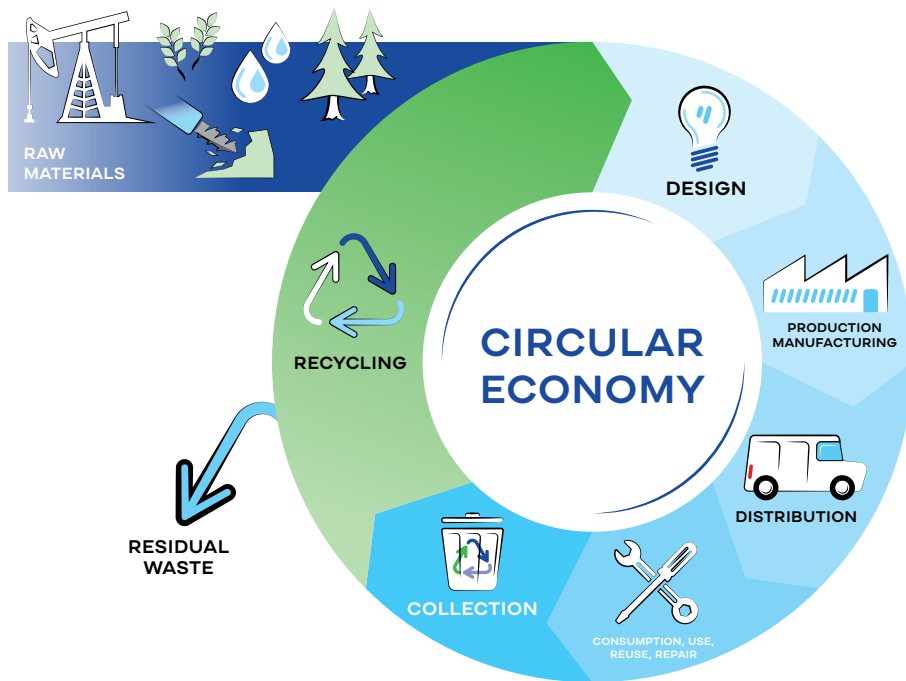 RAW
MATERIALS
DESIGN
PRODUCTION
MANUFACTURING
CIRCULAR
ECONOMY
RECYCLING
DISTRIBUTION
RESIDUAL
WASTE
COLLECTION
CONSUMPTION, USE,
REUSE, REPAIR